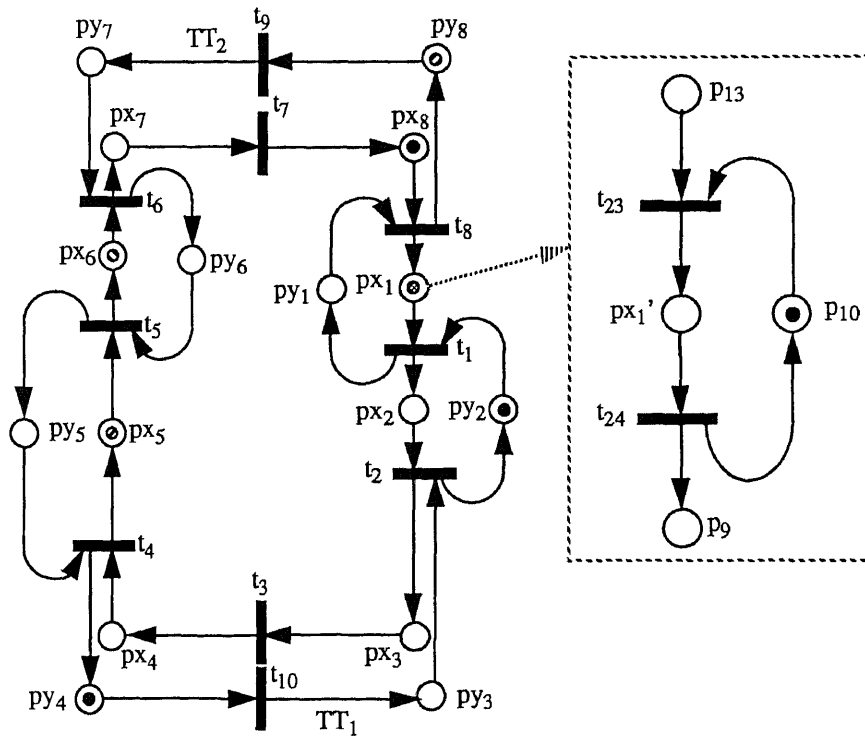 py7 TT2 t9 py8
px7 t7 px8
t6 t8
px6 py6 py1 px1
t5 t1
py5 px5 px2 py2
t2
t4
t3
px4 px3
py4 t10 TT1 py3
p13
t23
px1' p10
t24
p9